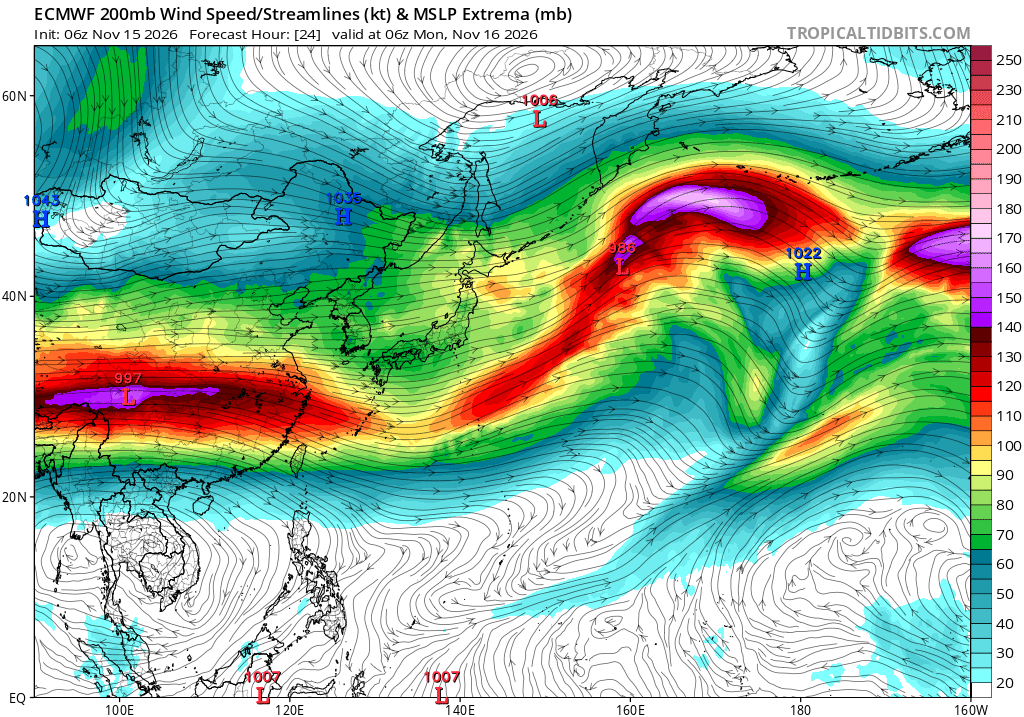 ECMWF 200mb Wind Speed/Streamlines (kt) & MSLP Extrema (mb)
Init: 06z Nov 15 2026 Forecast Hour: [24] valid at 06z Mon, Nov 16 2026
TROPICALTIDBITS.COM
60N
40N
20N
EQ
1006
L
1043
H
1035
H
986
L
1022
H
997
L
1007
L
1007
L
100E
120E
140E
160E
180
160W
250
230
220
210
200
190
180
170
160
150
140
130
120
110
100
90
80
70
60
50
40
30
20